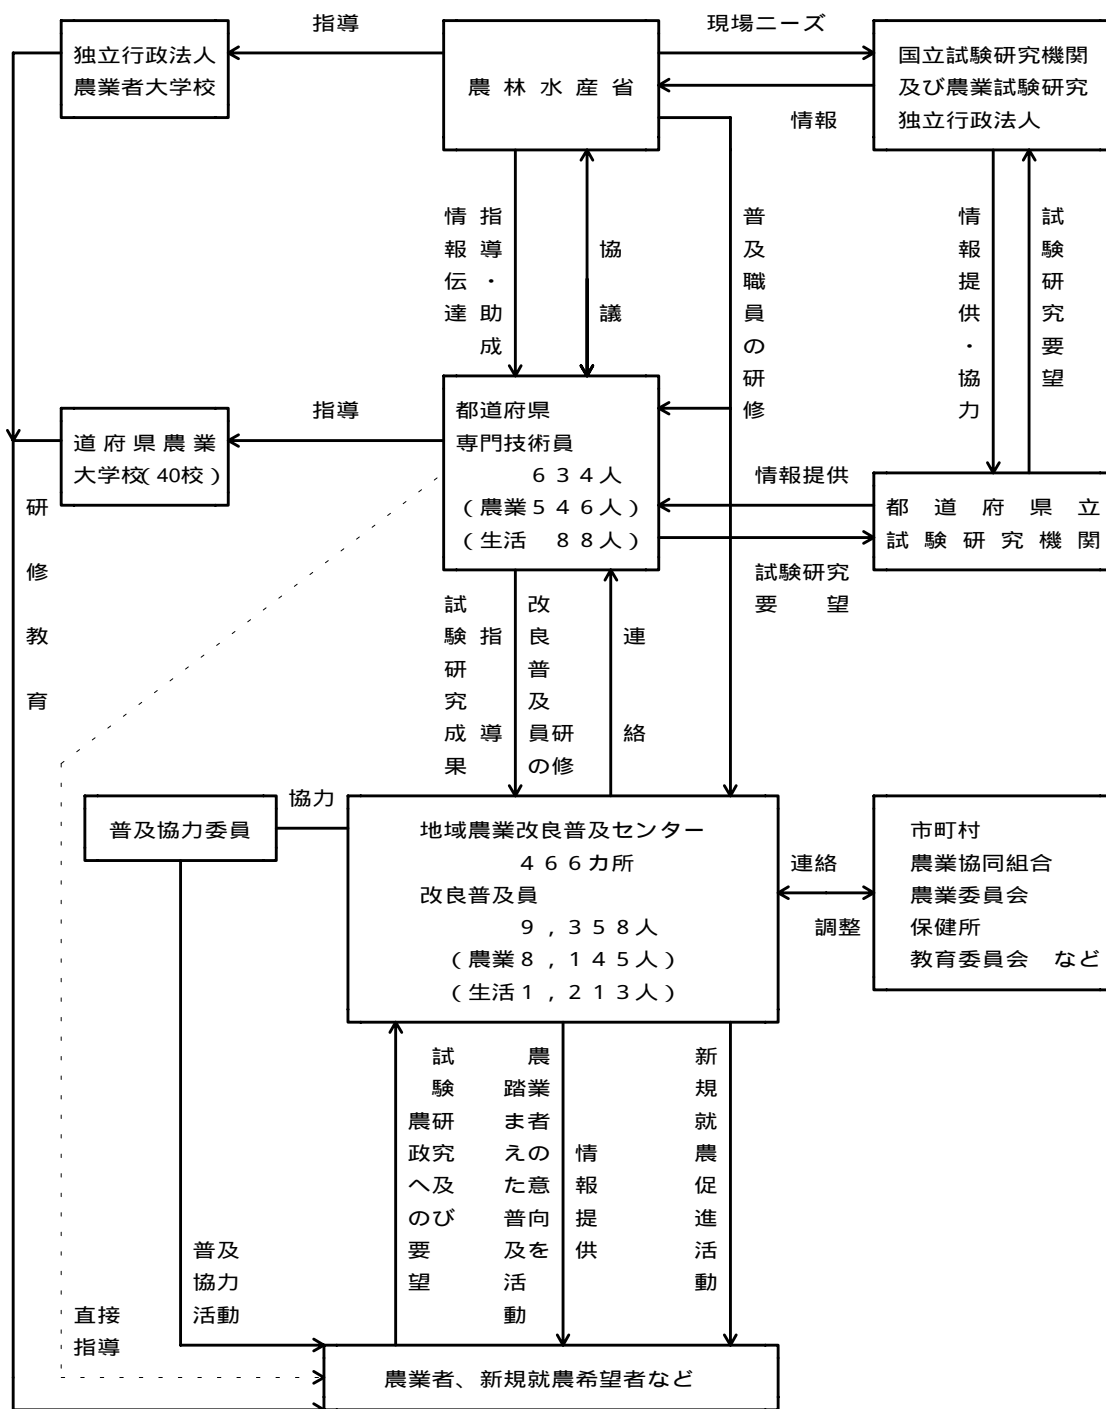 指導
現場ニーズ
独立行政法人
農業者大学校
農林水産省
国立試験研究機関
及び農業試験研究
独立行政法人
情報
指導・助成
情報伝達
協議
普及職員の研修
情報提供・協力
試験研究要望
道府県農業
大学校(40校)
指導
都道府県
専門技術員
634人
(農業546人)
(生活 88人)
情報提供
都道府県立
試験研究機関
試験研究
要望
研修教育
試験研究成果
指導
改良普及員の
研修
連絡
普及協力委員
協力
地域農業改良普及センター
466カ所
改良普及員
9,358人
(農業8,145人)
(生活1,213人)
連絡
調整
市町村
農業協同組合
農業委員会
保健所
教育委員会 など
試験研究及び
農政への要望
農業者の意向を
踏まえた普及活動
情報提供
新規就農促進活動
普及
協力
活動
直接
指導
農業者、新規就農希望者など